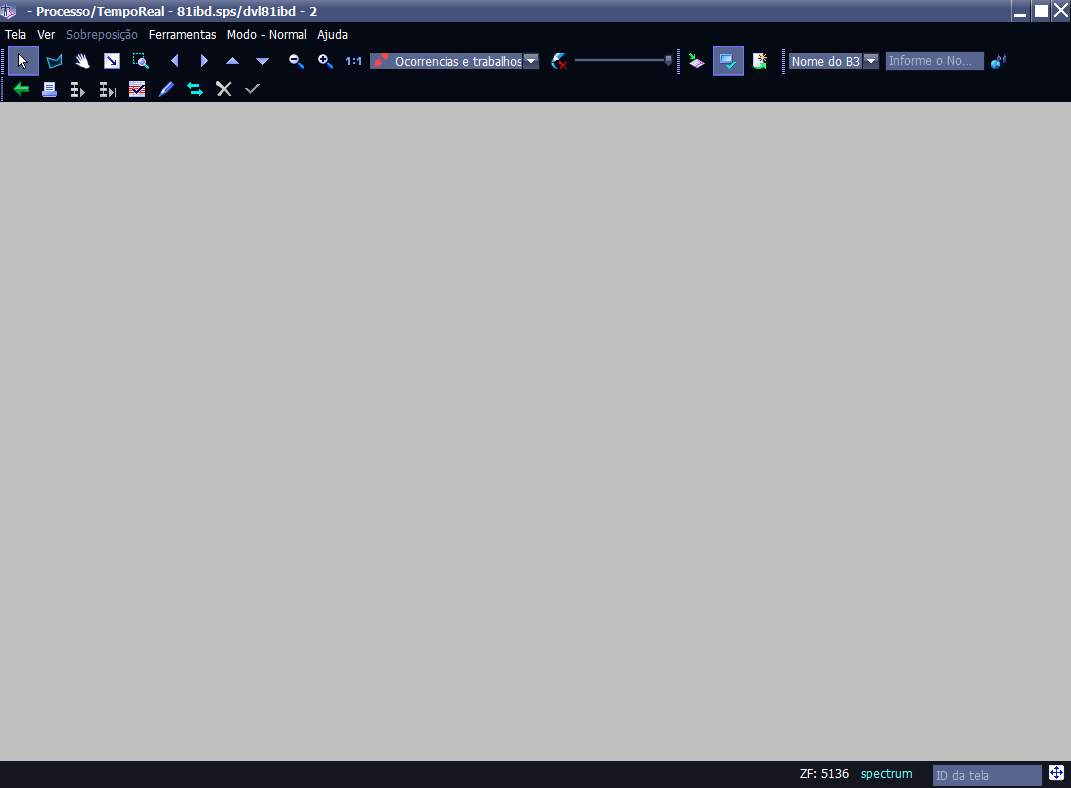 - Processo/TempoReal - 81ibd.sps/dvl81ibd - 2
Tela Ver Sobreposição Ferramentas Modo - Normal Ajuda
1:1 Ocorrencias e trabalhos Nome do B3 Informe o No...
ZF: 5136 spectrum ID da tela